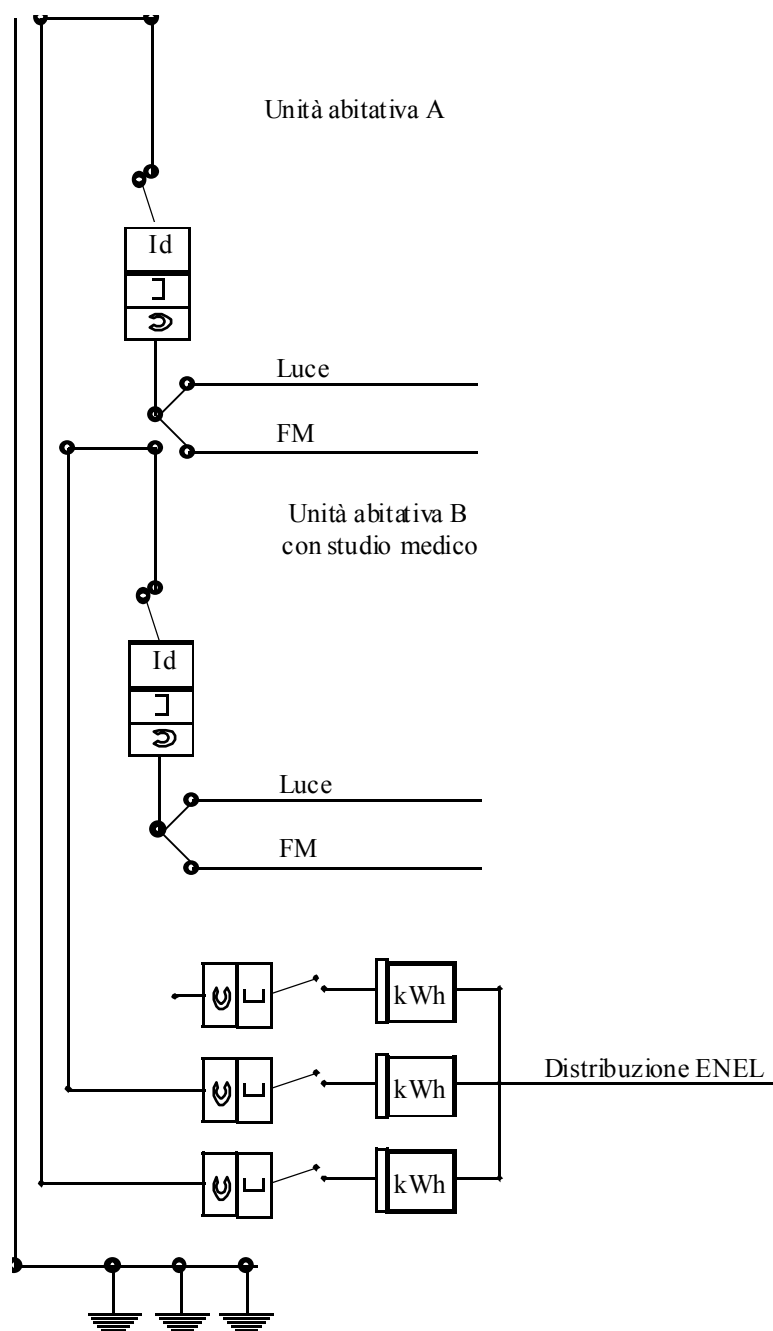 Unità abitativa A
Id
Luce
FM
Unità abitativa B
con studio medico
Id
Luce
FM
kWh
Distribuzione ENEL
kWh
kWh